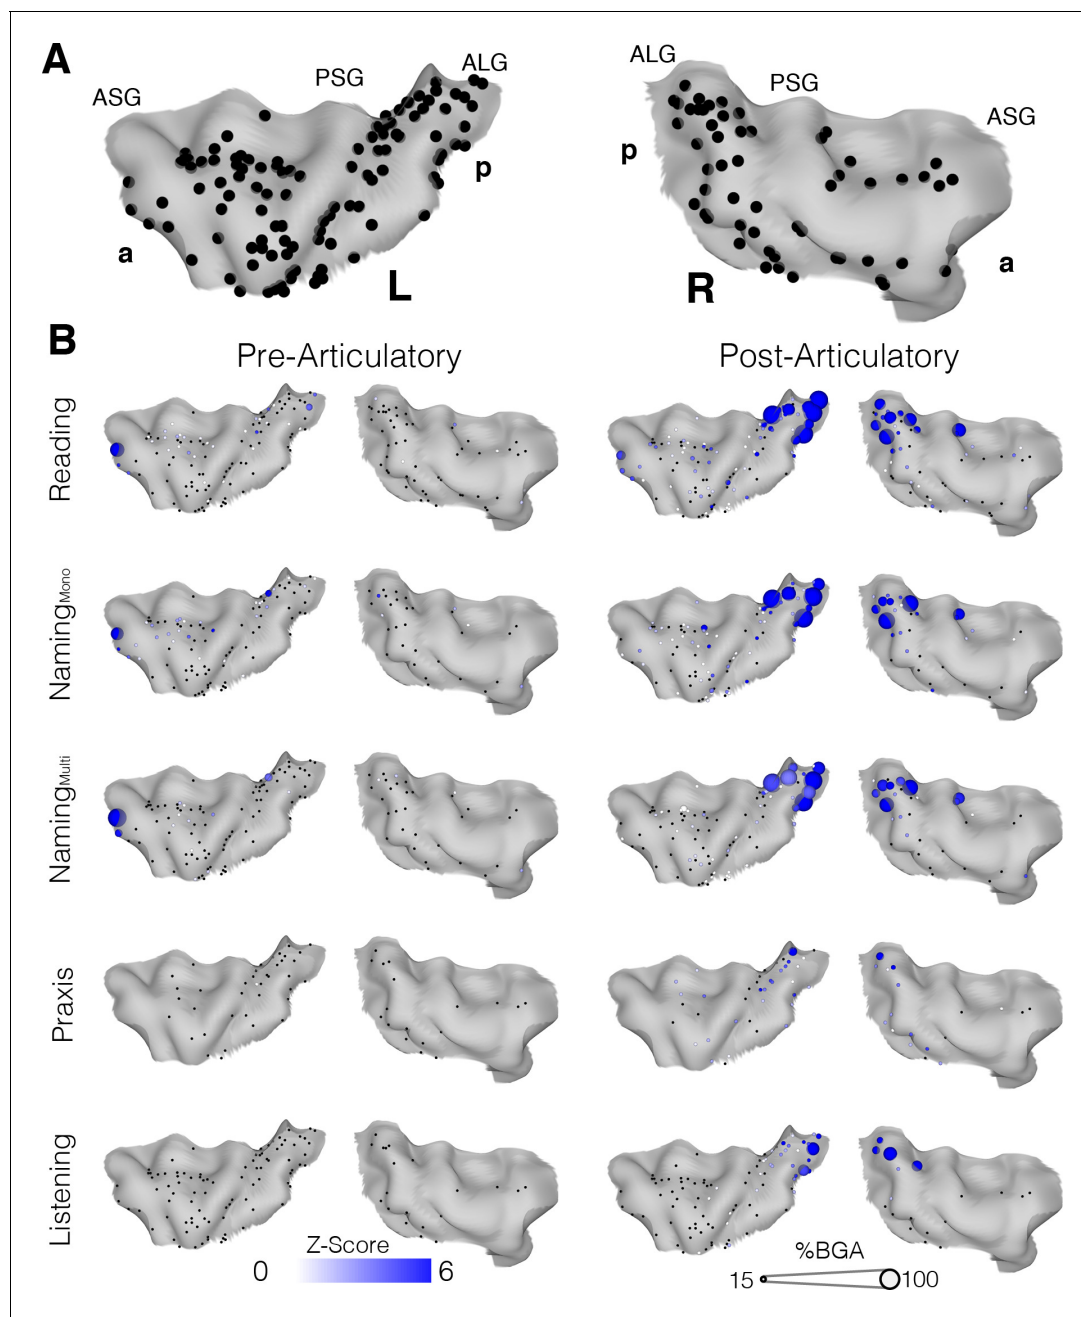 A
ASG
PSG
ALG
p
a
L
ALG
PSG
ASG
p
a
R
B
Pre-Articulatory
Post-Articulatory
Reading
NamingMono
NamingMulti
Praxis
Listening
Z-Score
0 6
%BGA
15 100